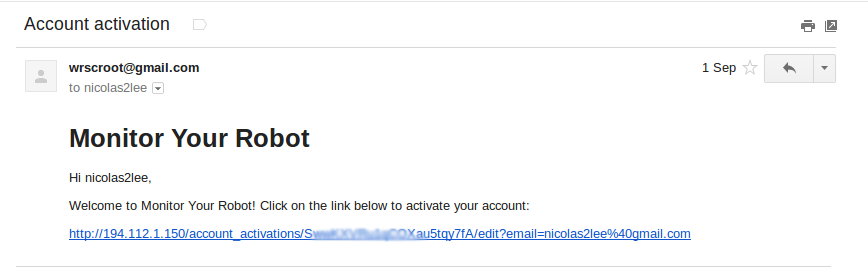 Account activation
wrscroot@gmail.com
1 Sep
to nicolas2lee
Monitor Your Robot
Hi nicolas2lee,
Welcome to Monitor Your Robot! Click on the link below to activate your account:
http://194.112.1.150/account_activations/S Xau5tqy7fA/edit?email=nicolas2lee%40gmail.com